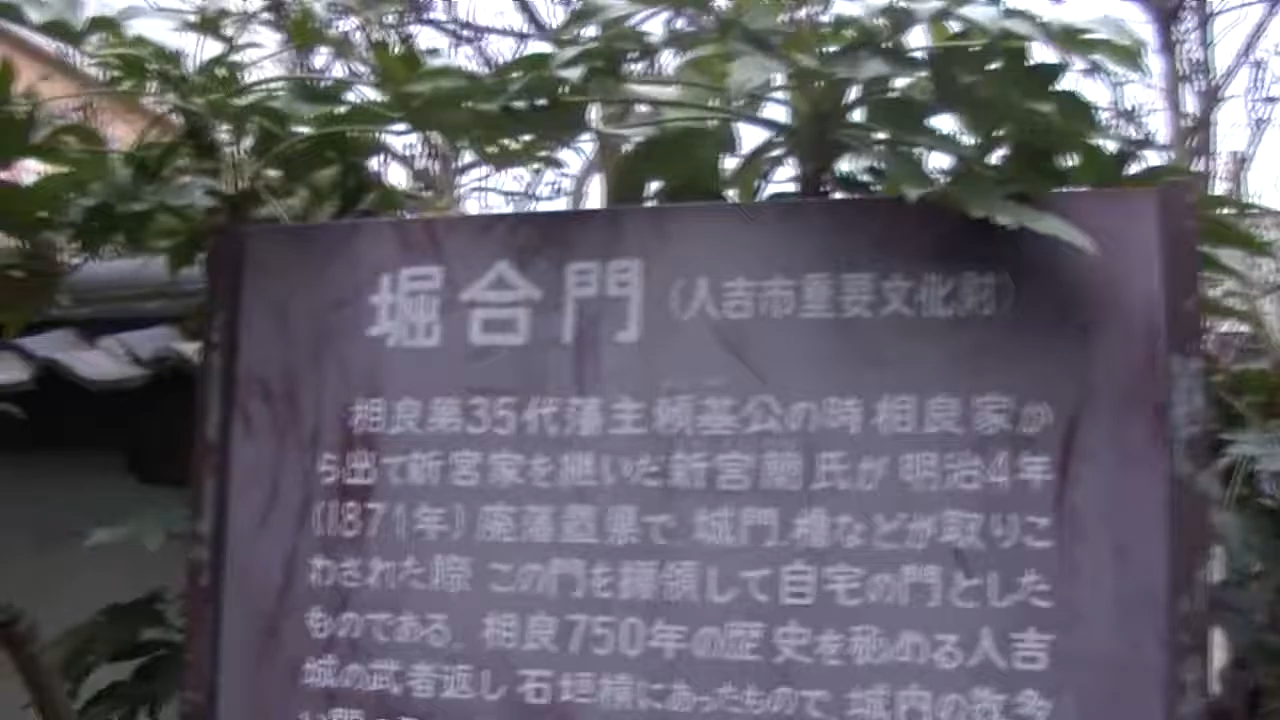 堀合門 (人吉市重要文化財)
相良第35代藩主頼基公の時 相良家か
ら出て新宮家を継いだ新宮簡氏が 明治4年
(1871年)廃藩置県で 城門、櫓などが取りこ
わされた際 この門を拝領して自宅の門とした
ものである。相良750年の歴史を秘める人吉
城の武者返し石垣横にあったもので、城内の数多